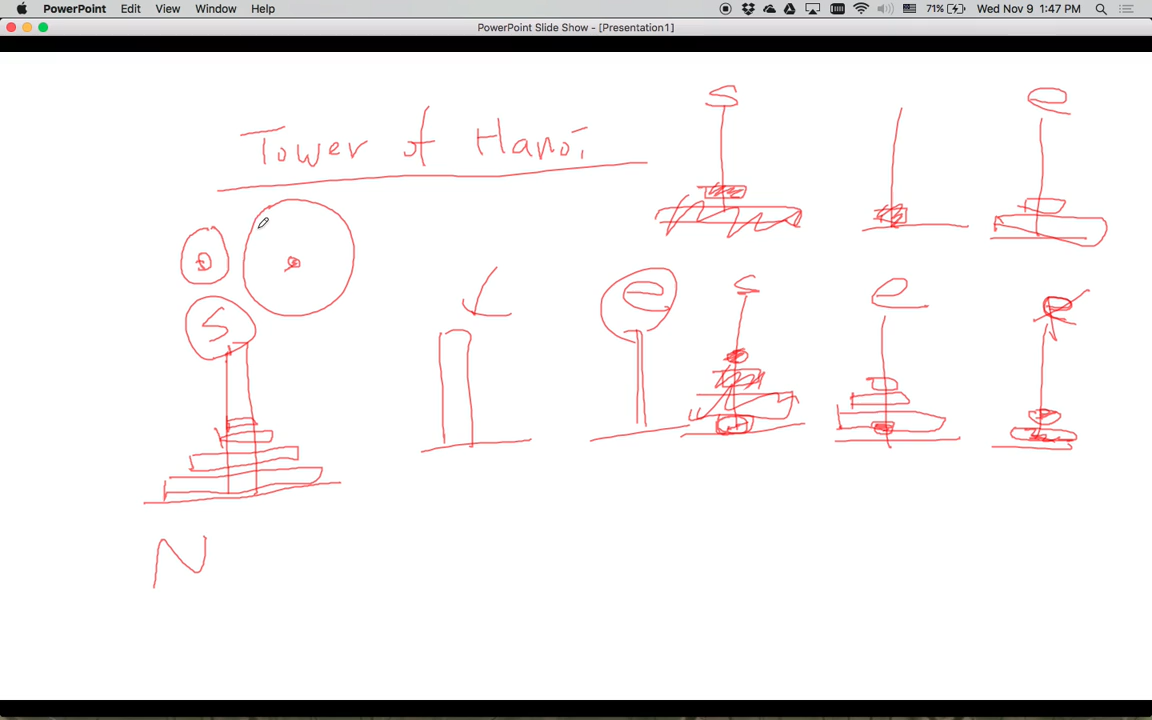 PowerPoint Edit View Window Help 71% Wed Nov 9 1:47 PM
PowerPoint Slide Show - [Presentation1]
Tower of Hanoi
s e
s e s e e
N